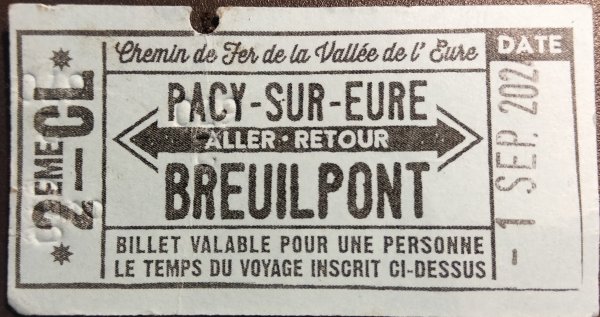 Chemin de Fer de la Vallée de l' Eure
DATE
2EME CL
PACY-SUR-EURE
ALLER • RETOUR
BREUILPONT
- 1 SEP. 202
BILLET VALABLE POUR UNE PERSONNE
LE TEMPS DU VOYAGE INSCRIT CI-DESSUS